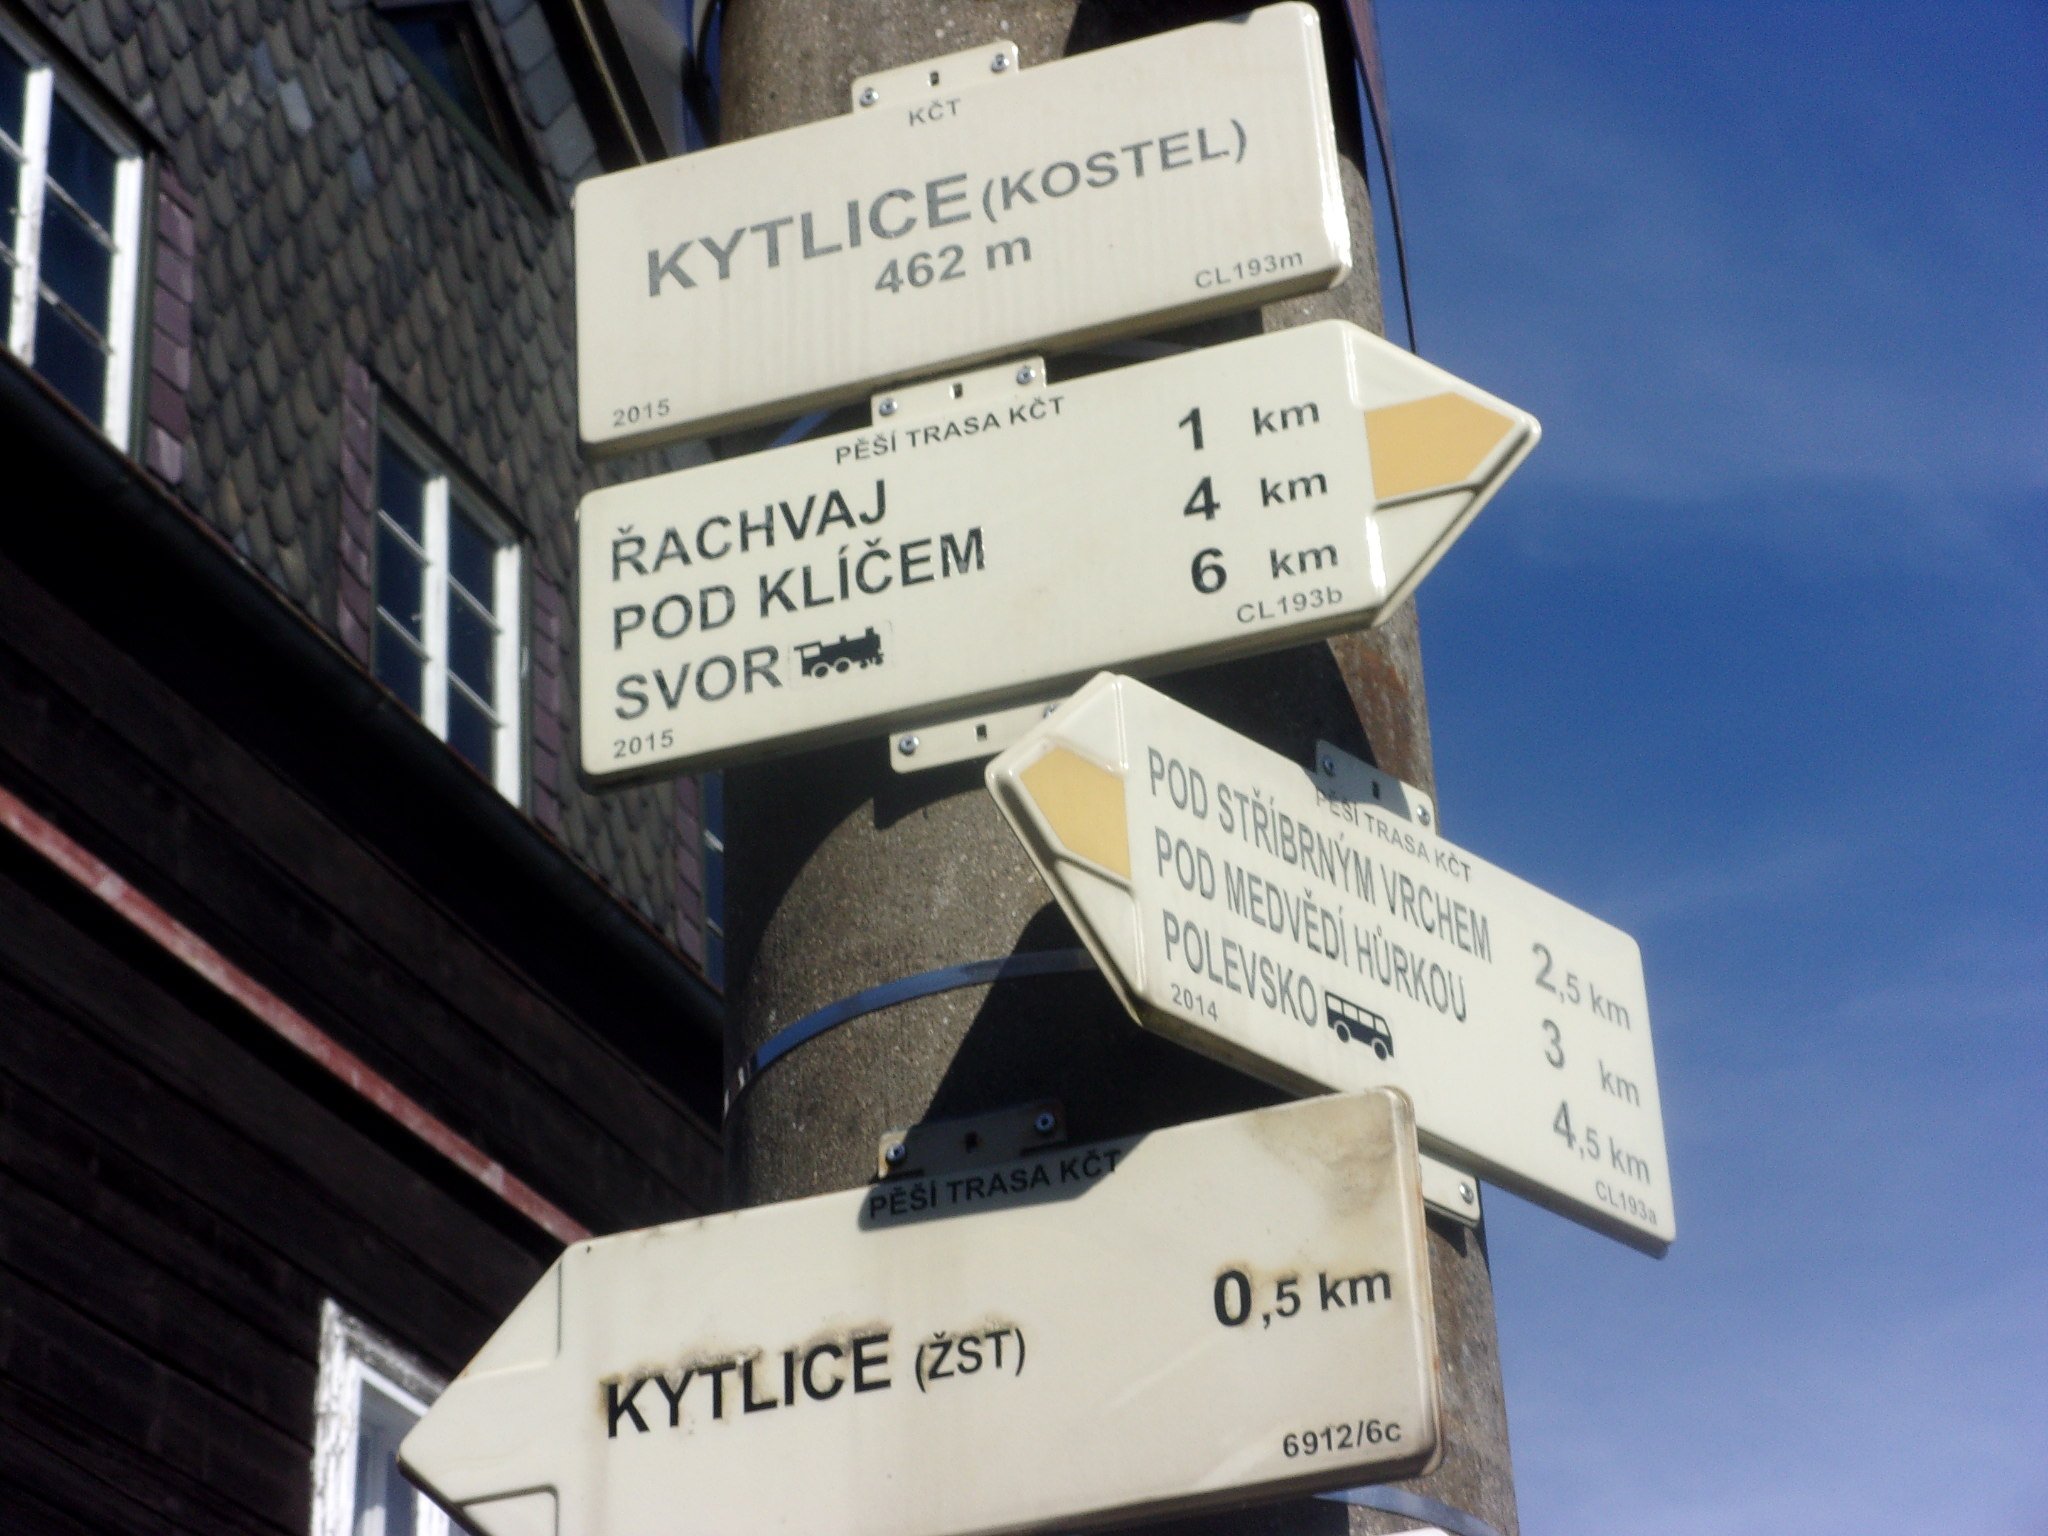 KČT
KYTLICE (KOSTEL)
462 m
CL193m
2015
PĚŠÍ TRASA KČT
ŘACHVAJ 1 km
POD KLÍČEM 4 km
SVOR 6 km
CL193b
2015
PĚŠÍ TRASA KČT
POD STŘÍBRNÝM VRCHEM 2,5 km
POD MEDVĚDÍ HŮRKOU 3 km
POLEVSKO 4,5 km
2014
CL193a
PĚŠÍ TRASA KČT
KYTLICE (ŽST) 0,5 km
6912/6c